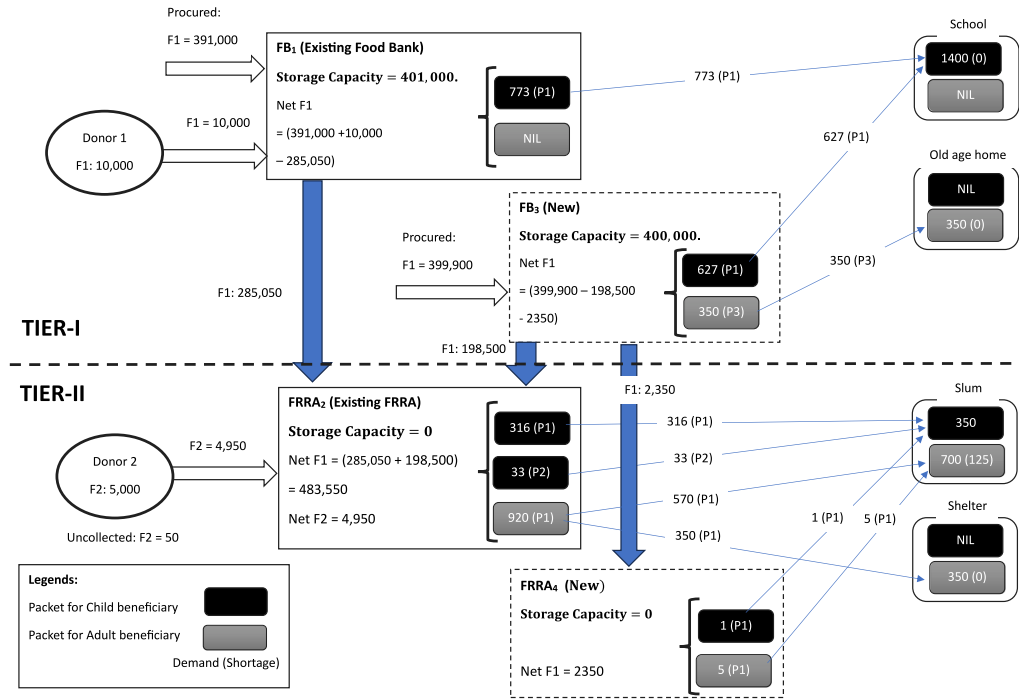 Procured:
F1 = 391,000
Donor 1
F1: 10,000
F1 = 10,000
FB₁ (Existing Food Bank)
Storage Capacity = 401,000.
Net F1
= (391,000 +10,000
– 285,050)
773 (P1)
NIL
773 (P1)
627 (P1)
School
1400 (0)
NIL
Old age home
NIL
350 (0)
350 (P3)
Procured:
F1 = 399,900
FB₃ (New)
Storage Capacity = 400,000.
Net F1
= (399,900 – 198,500
- 2350)
627 (P1)
350 (P3)
F1: 285,050
F1: 198,500
F1: 2,350
TIER-I
TIER-II
Donor 2
F2: 5,000
F2 = 4,950
Uncollected: F2 = 50
FRRA₂ (Existing FRRA)
Storage Capacity = 0
Net F1 = (285,050 + 198,500)
= 483,550
Net F2 = 4,950
316 (P1)
33 (P2)
920 (P1)
316 (P1)
33 (P2)
570 (P1)
350 (P1)
1 (P1)
5 (P1)
Slum
350
700 (125)
Shelter
NIL
350 (0)
FRRA₄ (New)
Storage Capacity = 0
Net F1 = 2350
1 (P1)
5 (P1)
Legends:
Packet for Child beneficiary
Packet for Adult beneficiary
Demand (Shortage)